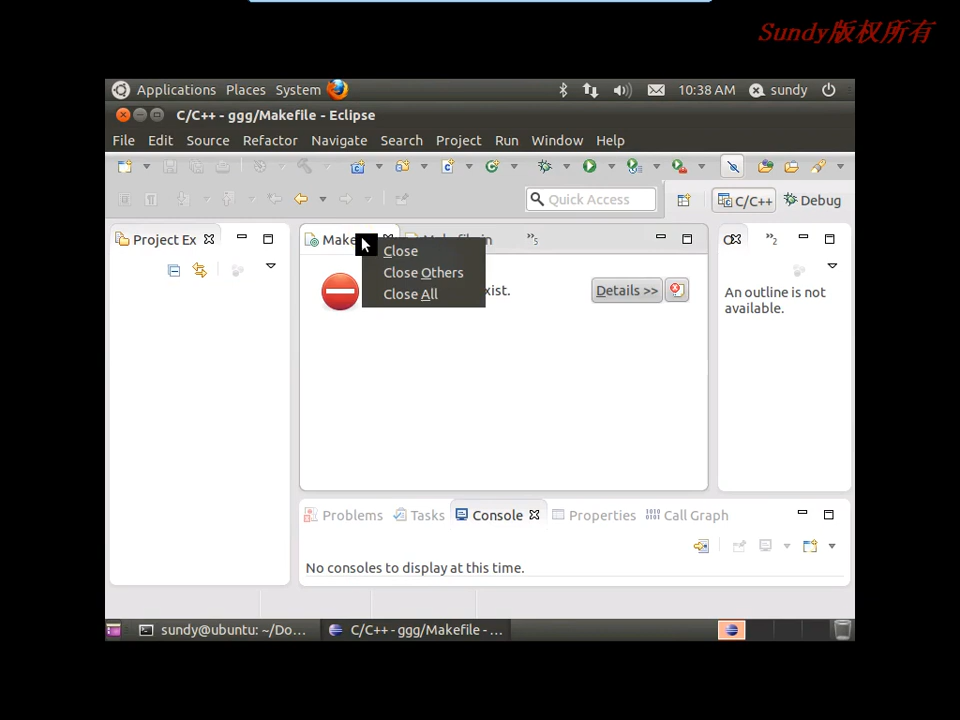 Sundy版权所有
Applications Places System 10:38 AM sundy
C/C++ - ggg/Makefile - Eclipse
File Edit Source Refactor Navigate Search Project Run Window Help
Quick Access C/C++ Debug
Project Ex Make »5 »2
Close
Close Others
Close All
xist. Details >>
An outline is not
available.
Problems Tasks Console Properties Call Graph
No consoles to display at this time.
sundy@ubuntu: ~/Do... C/C++ - ggg/Makefile - ...